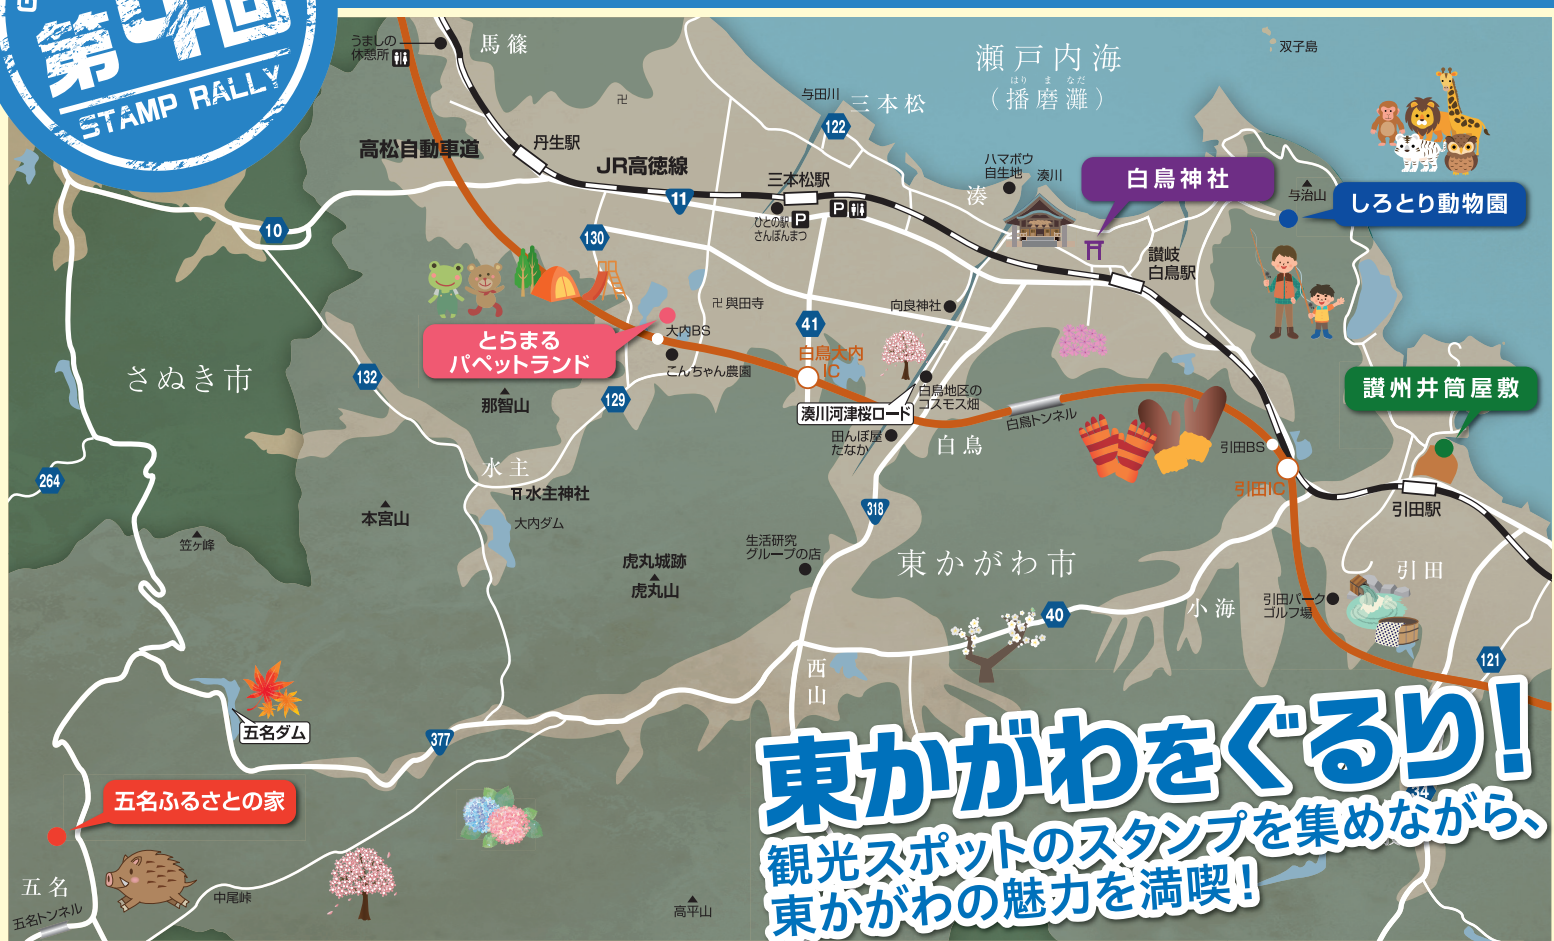 第4回
STAMP RALLY
うましの
休憩所
馬篠
瀬戸内海
はり ま なだ
（播磨灘）
双子島
与田川
三本松
122
高松自動車道
丹生駅
JR高徳線
11
三本松駅
P
P
ひとの駅
さんぼんまつ
ハマボウ
自生地
湊川
湊
白鳥神社
与治山
しろとり動物園
10
130
讃岐
白鳥駅
卍 與田寺
向良神社
41
大内BS
とらまる
パペットランド
こんちゃん農園
白鳥大内
IC
さぬき市
132
那智山
129
湊川河津桜ロード
白鳥地区の
コスモス畑
白鳥トンネル
讃州井筒屋敷
田んぼ屋
たなか
白鳥
引田BS
引田IC
引田駅
264
水主
水主神社
本宮山
大内ダム
318
笠ヶ峰
生活研究
グループの店
虎丸城跡
虎丸山
東かがわ市
引田
小海
引田パーク
ゴルフ場
40
121
西山
五名ダム
377
34
東かがわをぐるり！
観光スポットのスタンプを集めながら、
東かがわの魅力を満喫！
五名ふるさとの家
五名
五名トンネル
中尾峠
高平山